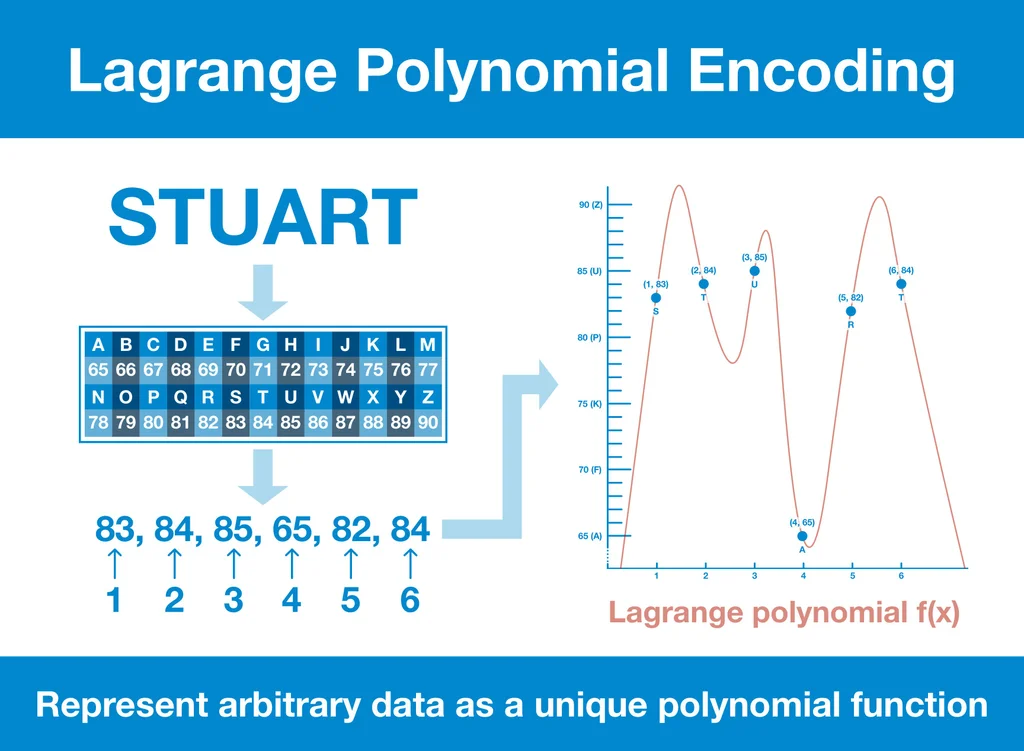 Lagrange Polynomial Encoding
STUART
A B C D E F G H I J K L M
65 66 67 68 69 70 71 72 73 74 75 76 77
N O P Q R S T U V W X Y Z
78 79 80 81 82 83 84 85 86 87 88 89 90
83, 84, 85, 65, 82, 84
1 2 3 4 5 6
90 (Z)
85 (U)
80 (P)
75 (K)
70 (F)
65 (A)
(1, 83)
S
(2, 84)
T
(3, 85)
U
(4, 65)
A
(5, 82)
R
(6, 84)
T
1 2 3 4 5 6
Lagrange polynomial f(x)
Represent arbitrary data as a unique polynomial function